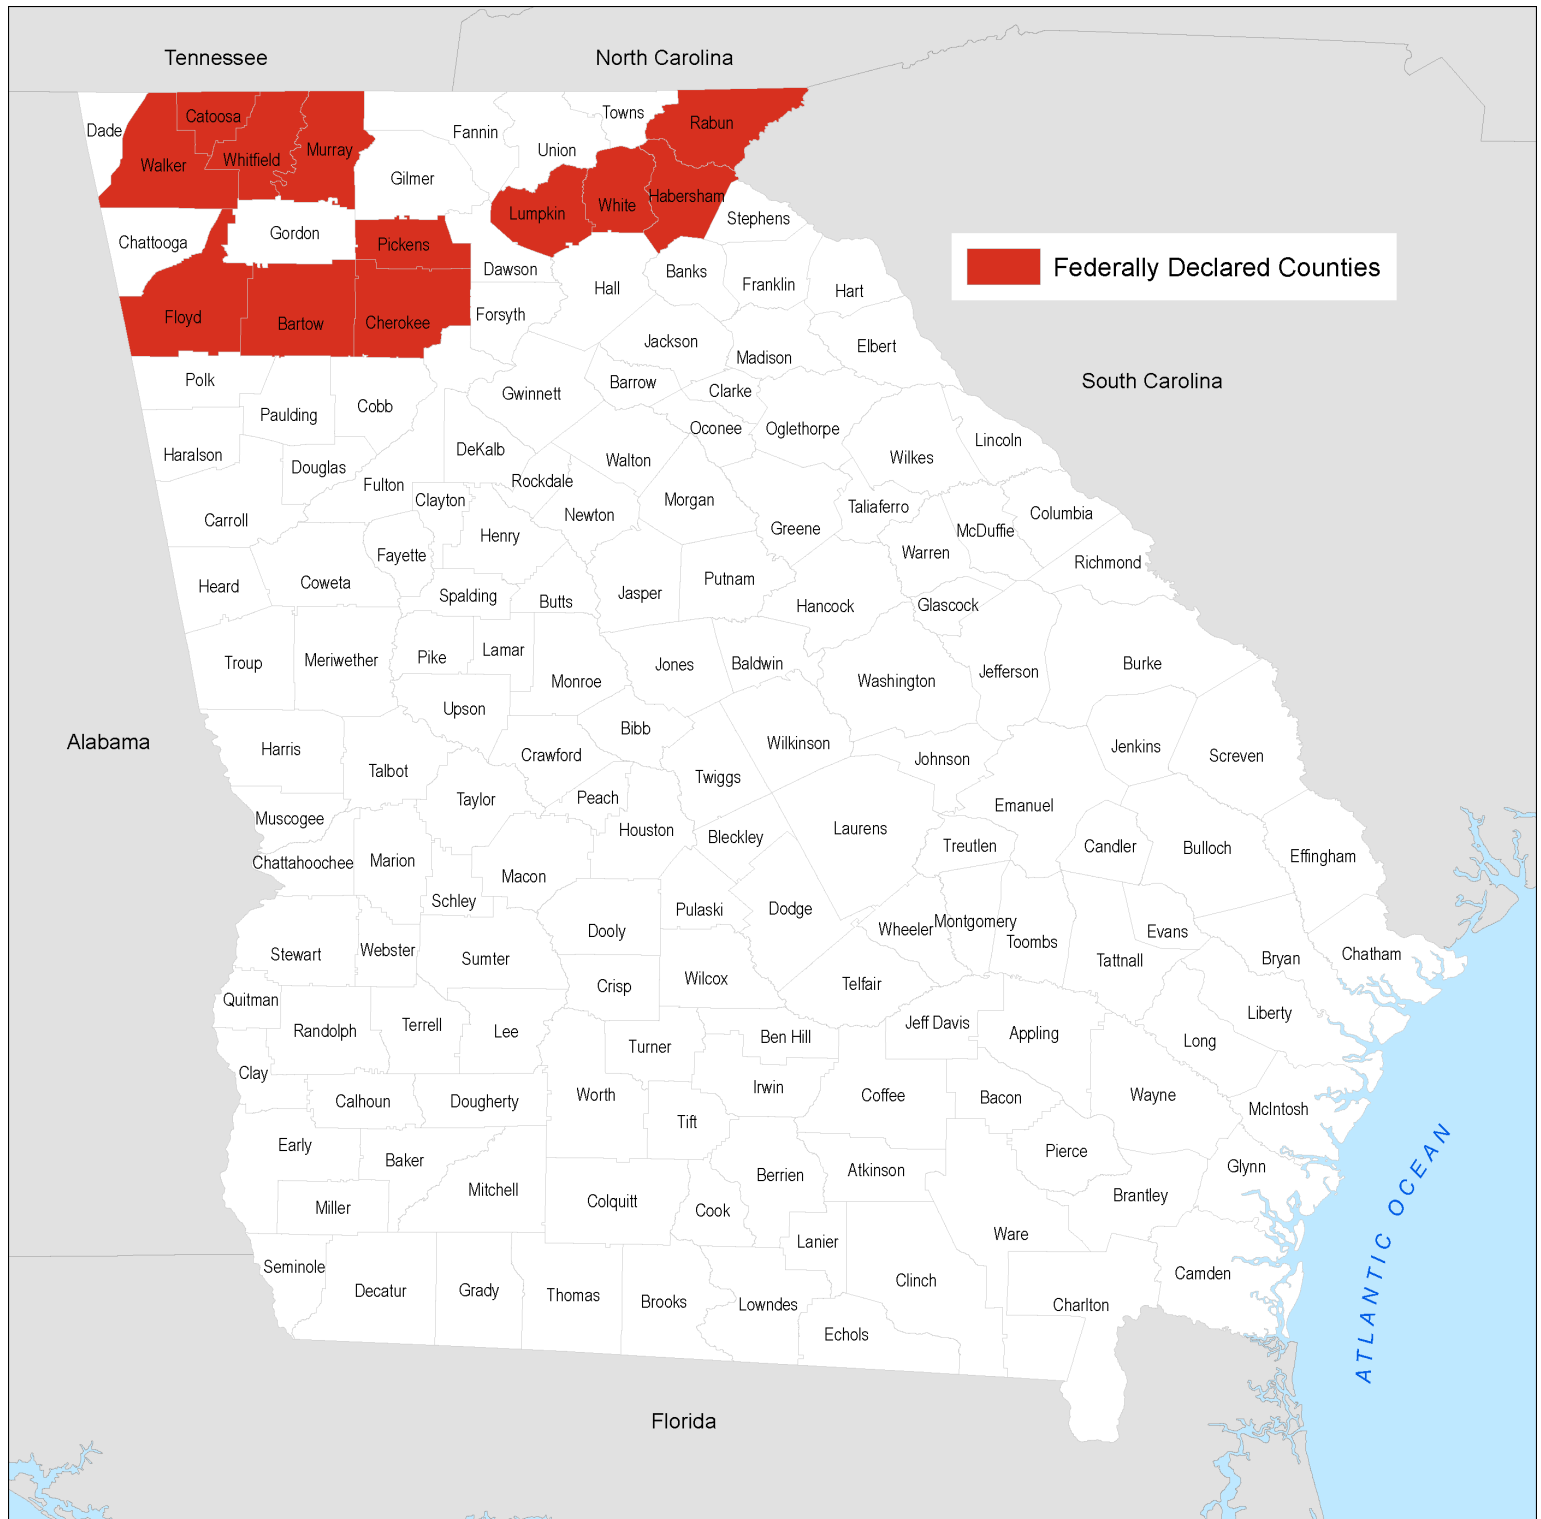 Tennessee
North Carolina
Towns
Catoosa
Rabun
Dade
Fannin
Union
Murray
Whitfield
Walker
Gilmer
Habersham
White
Lumpkin
Stephens
Gordon
Chattooga
Pickens
Federally Declared Counties
Dawson
Banks
Franklin
Hall
Hart
Forsyth
Floyd
Bartow
Cherokee
Jackson
Elbert
Madison
Polk
Barrow
South Carolina
Clarke
Gwinnett
Cobb
Paulding
Oconee
Oglethorpe
Lincoln
DeKalb
Haralson
Wilkes
Walton
Douglas
Rockdale
Fulton
Clayton
Morgan
Taliaferro
Columbia
Newton
Carroll
Greene
McDuffie
Henry
Warren
Fayette
Richmond
Putnam
Coweta
Heard
Jasper
Spalding
Butts
Glascock
Hancock
Lamar
Pike
Meriwether
Troup
Jones
Baldwin
Burke
Jefferson
Washington
Monroe
Upson
Bibb
Alabama
Wilkinson
Jenkins
Harris
Crawford
Screven
Johnson
Talbot
Twiggs
Peach
Taylor
Emanuel
Muscogee
Laurens
Houston
Bleckley
Treutlen
Candler
Bulloch
Effingham
Chattahoochee
Marion
Macon
Schley
Pulaski
Dodge
Montgomery
Wheeler
Dooly
Evans
Toombs
Webster
Stewart
Chatham
Sumter
Bryan
Tattnall
Wilcox
Telfair
Crisp
Quitman
Liberty
Jeff Davis
Terrell
Randolph
Lee
Appling
Ben Hill
Long
Turner
Clay
Irwin
Worth
Coffee
Wayne
Bacon
Calhoun
Dougherty
McIntosh
Tift
Early
Pierce
Baker
Glynn
Atkinson
Berrien
Mitchell
Brantley
Colquitt
Miller
Cook
ATLANTIC OCEAN
Ware
Lanier
Seminole
Camden
Clinch
Decatur
Grady
Thomas
Brooks
Lowndes
Charlton
Echols
Florida